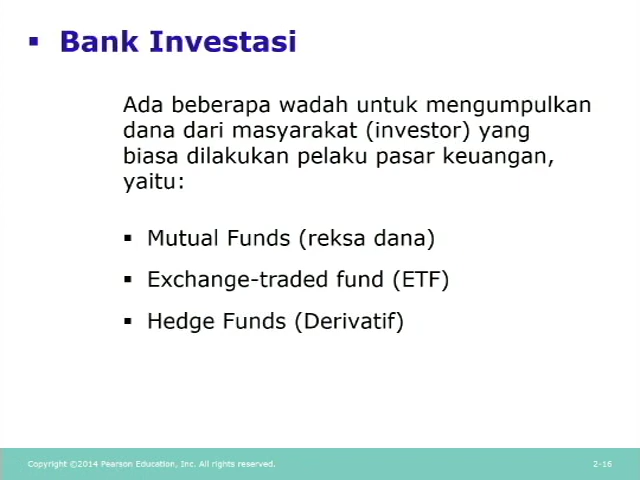 ▪ Bank Investasi
Ada beberapa wadah untuk mengumpulkan
dana dari masyarakat (investor) yang
biasa dilakukan pelaku pasar keuangan,
yaitu:
▪ Mutual Funds (reksa dana)
▪ Exchange-traded fund (ETF)
▪ Hedge Funds (Derivatif)
Copyright ©2014 Pearson Education, Inc. All rights reserved.
2-16